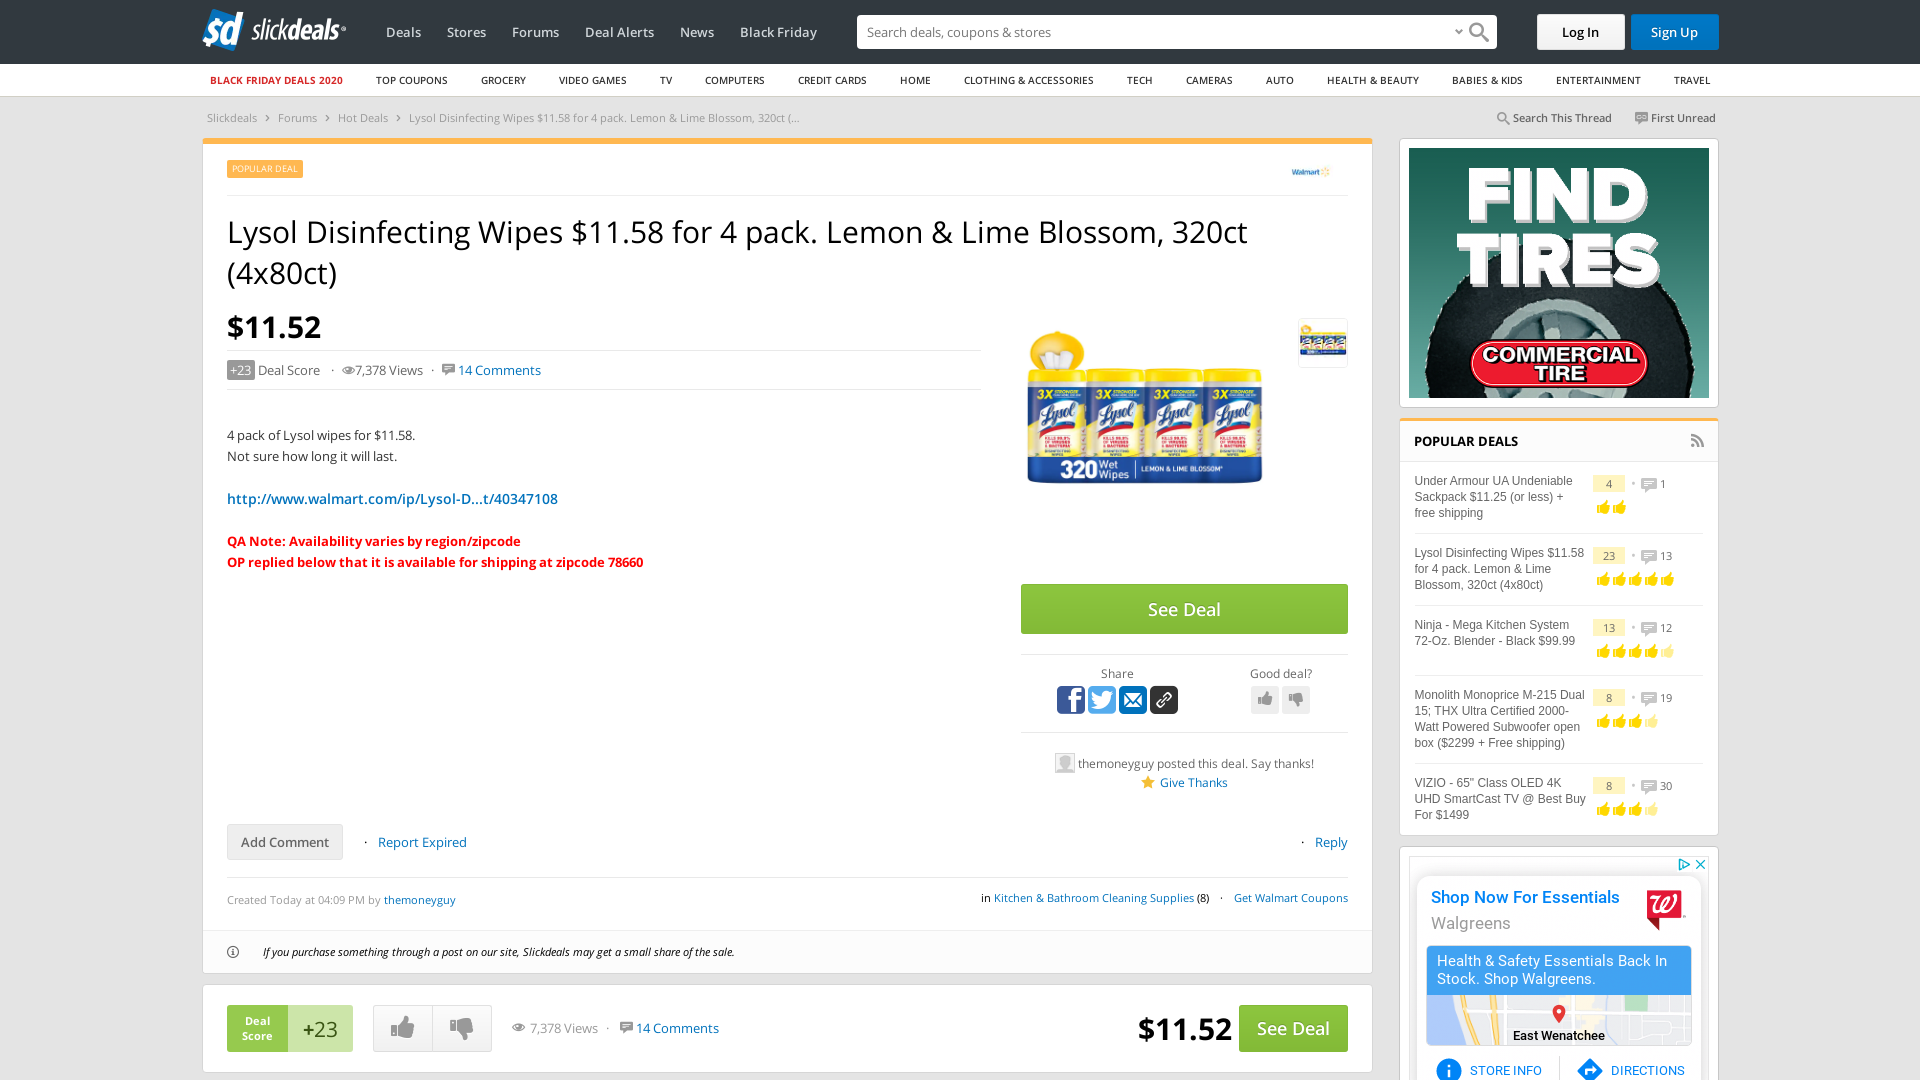 sd slickdeals
Deals
Stores
Forums
Deal Alerts
News
Black Friday
Search deals, coupons & stores
Log In
Sign Up
BLACK FRIDAY DEALS 2020
TOP COUPONS
GROCERY
VIDEO GAMES
TV
COMPUTERS
CREDIT CARDS
HOME
CLOTHING & ACCESSORIES
TECH
CAMERAS
AUTO
HEALTH & BEAUTY
BABIES & KIDS
ENTERTAINMENT
TRAVEL
Slickdeals › Forums › Hot Deals › Lysol Disinfecting Wipes $11.58 for 4 pack. Lemon & Lime Blossom, 320ct (...
Search This Thread
First Unread
POPULAR DEAL
Walmart
Lysol Disinfecting Wipes $11.58 for 4 pack. Lemon & Lime Blossom, 320ct
(4x80ct)
$11.52
+23 Deal Score · 7,378 Views · 14 Comments
4 pack of Lysol wipes for $11.58.
Not sure how long it will last.
http://www.walmart.com/ip/Lysol-D...t/40347108
QA Note: Availability varies by region/zipcode
OP replied below that it is available for shipping at zipcode 78660
3X STRONGER 3X STRONGER 3X STRONGER 3X STRONGER
Lysol Lysol Lysol Lysol
320 Wet Wipes LEMON & LIME BLOSSOM
See Deal
Share
Good deal?
themoneyguy posted this deal. Say thanks!
Give Thanks
Add Comment
· Report Expired
· Reply
Created Today at 04:09 PM by themoneyguy
in Kitchen & Bathroom Cleaning Supplies (8) · Get Walmart Coupons
If you purchase something through a post on our site, Slickdeals may get a small share of the sale.
Deal Score
+23
7,378 Views · 14 Comments
$11.52
See Deal
FIND
TIRES
COMMERCIAL
TIRE
POPULAR DEALS
Under Armour UA Undeniable
Sackpack $11.25 (or less) +
free shipping
4 • 1
Lysol Disinfecting Wipes $11.58
for 4 pack. Lemon & Lime
Blossom, 320ct (4x80ct)
23 • 13
Ninja - Mega Kitchen System
72-Oz. Blender - Black $99.99
13 • 12
Monolith Monoprice M-215 Dual
15; THX Ultra Certified 2000-
Watt Powered Subwoofer open
box ($2299 + Free shipping)
8 • 19
VIZIO - 65" Class OLED 4K
UHD SmartCast TV @ Best Buy
For $1499
8 • 30
Shop Now For Essentials
Walgreens
Health & Safety Essentials Back In
Stock. Shop Walgreens.
East Wenatchee
STORE INFO
DIRECTIONS